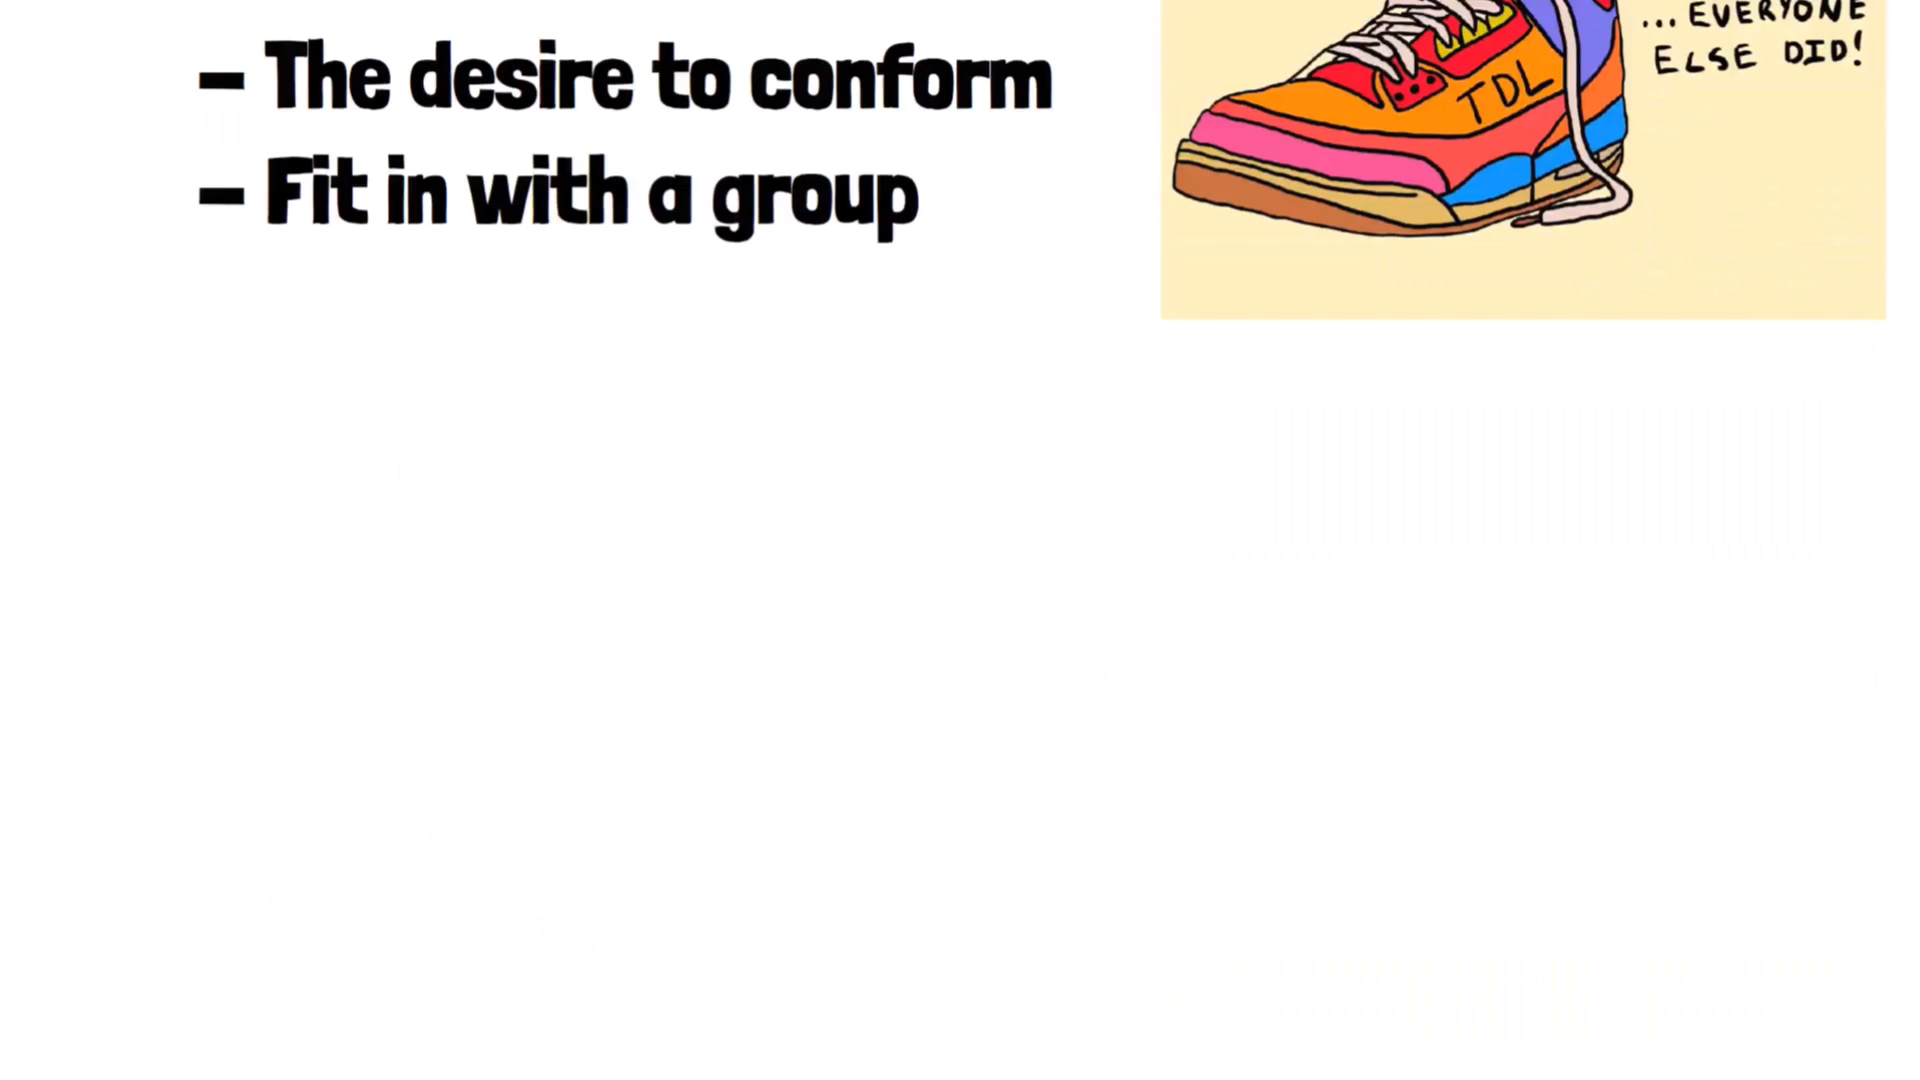 – The desire to conform
– Fit in with a group
...EVERYONE
ELSE DID!
TDL